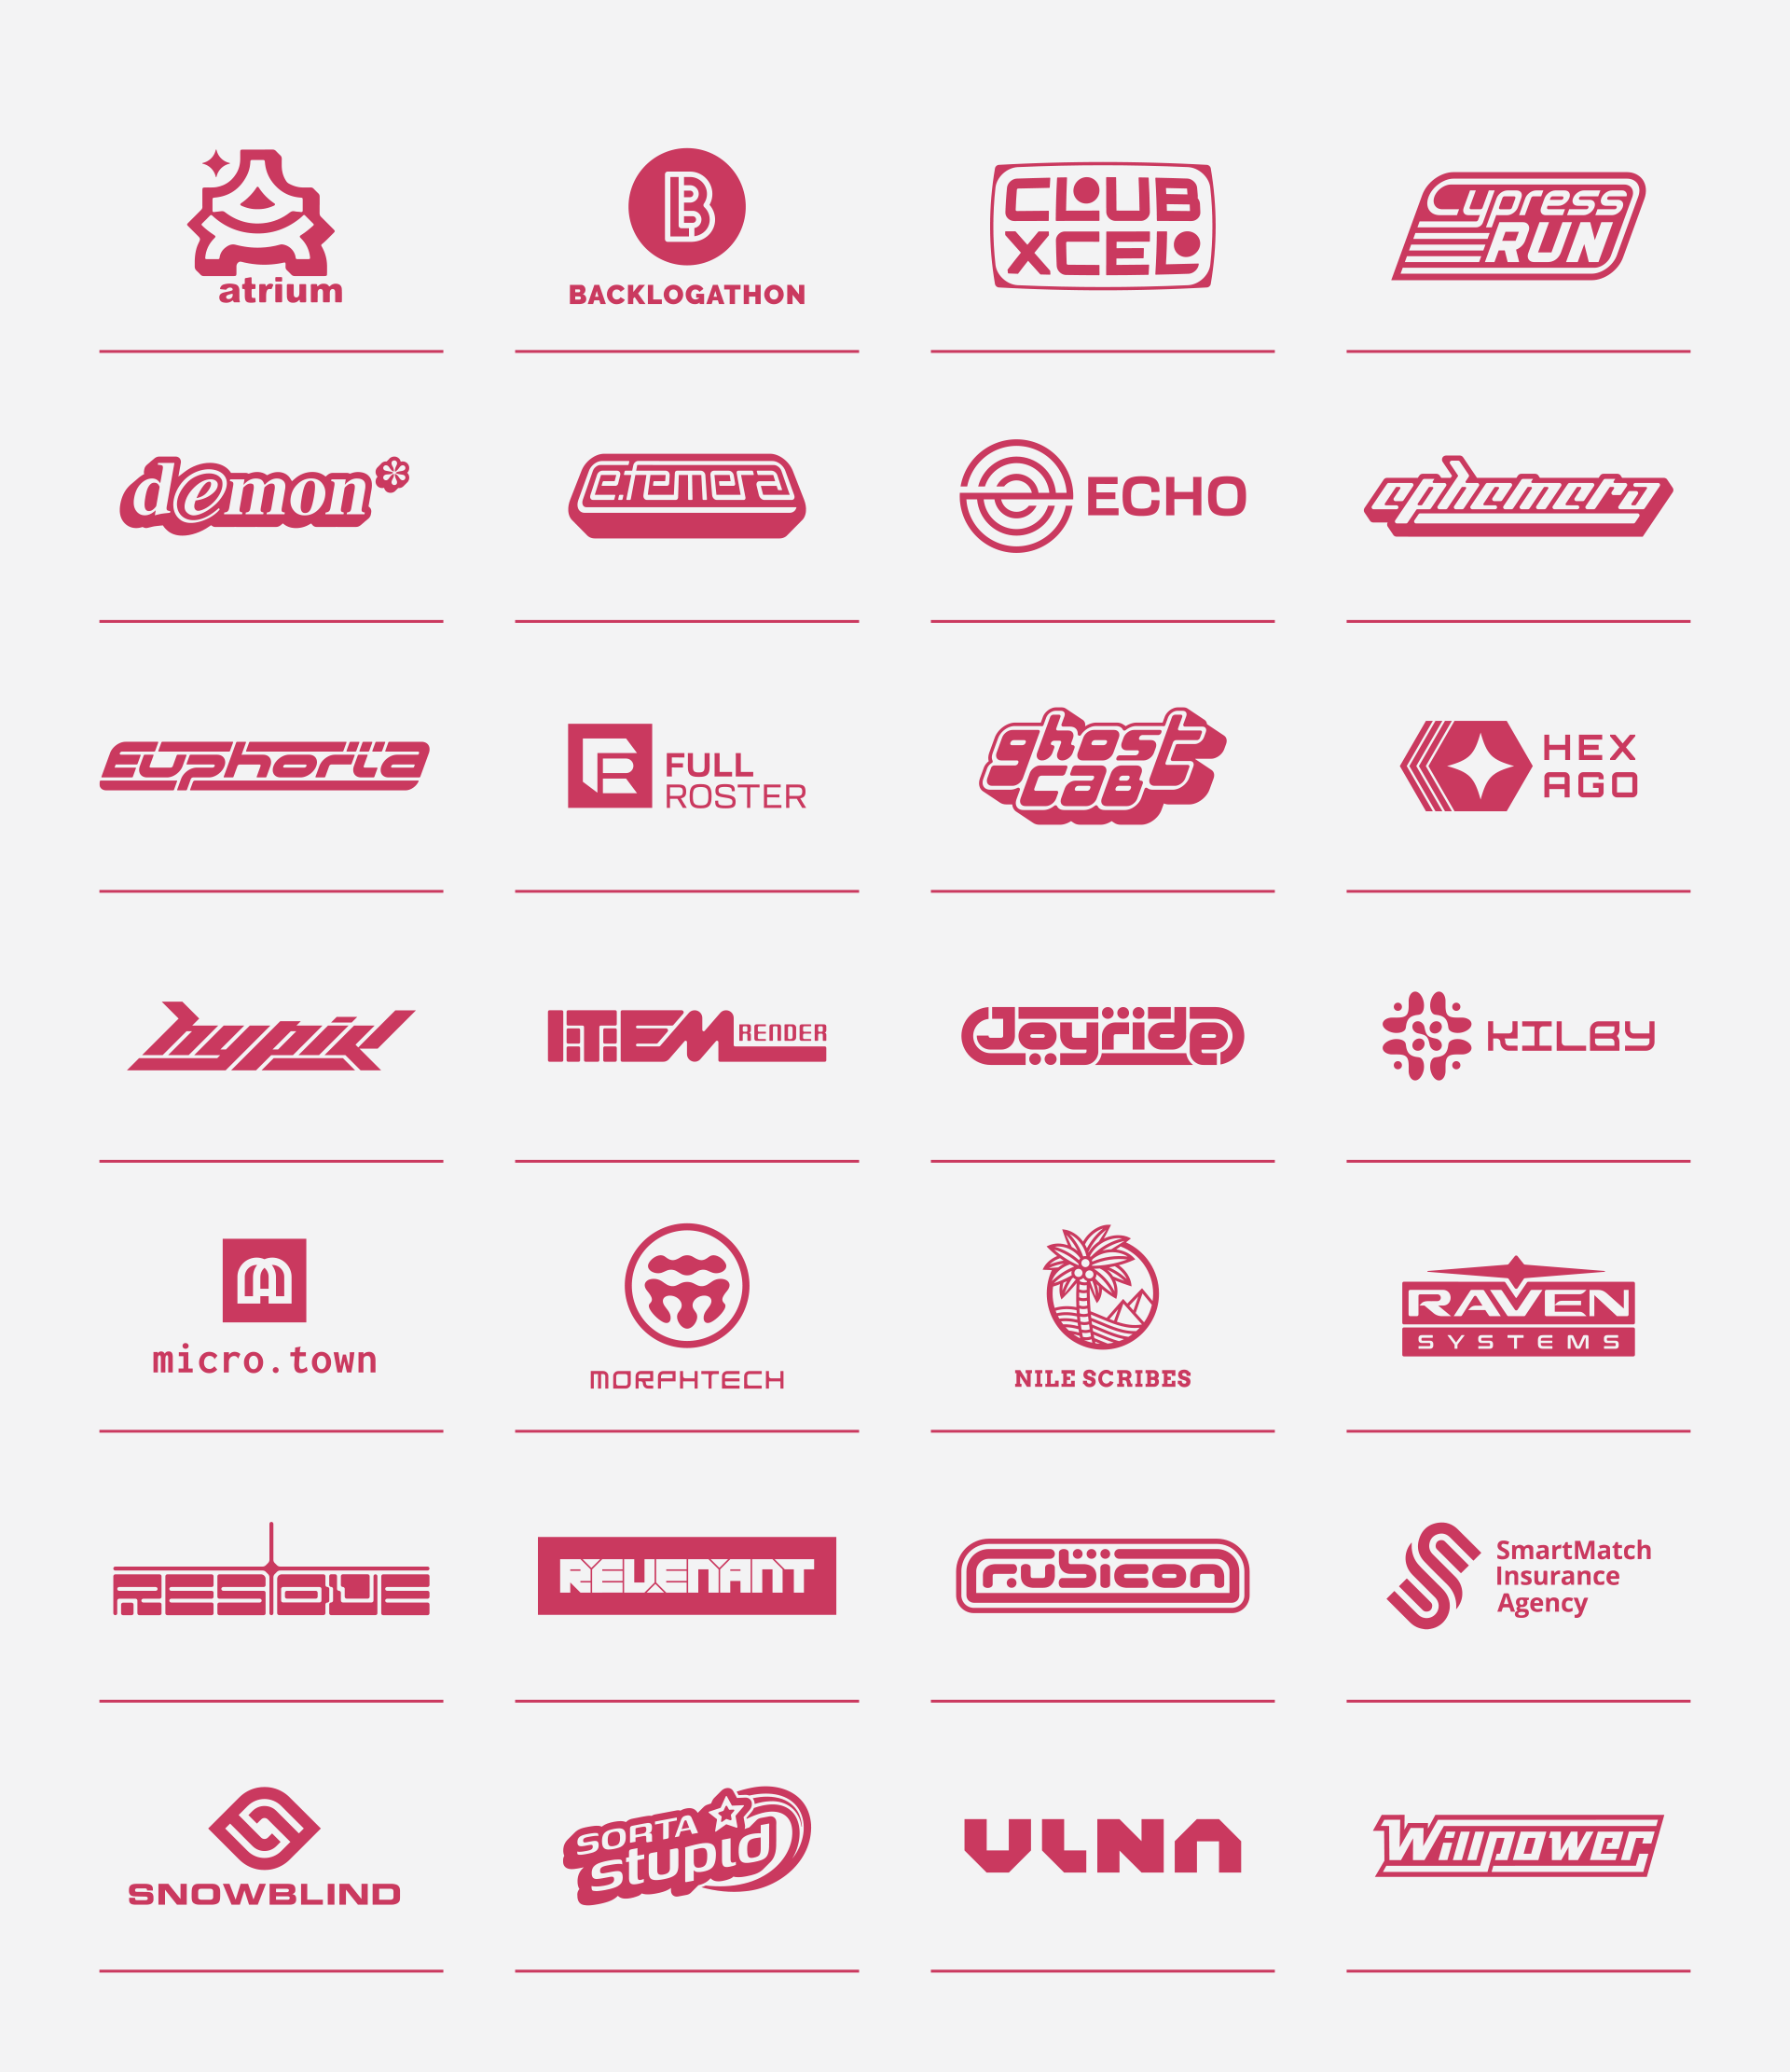 atrium
BACKLOGATHON
CLUB
XCEL
Cypress
RUN
demon*
efemera
ECHO
ephemera
Euphoria
FULL
ROSTER
ghost
cab
HEX
AGO
hypik
ITEM RENDER
Joyride
KILBY
micro.town
MORPHTECH
NILE SCRIBES
RAVEN
SYSTEMS
REVENANT
rubicon
SmartMatch
Insurance
Agency
SNOWBLIND
SORTA
stupid
ULNA
Willpower